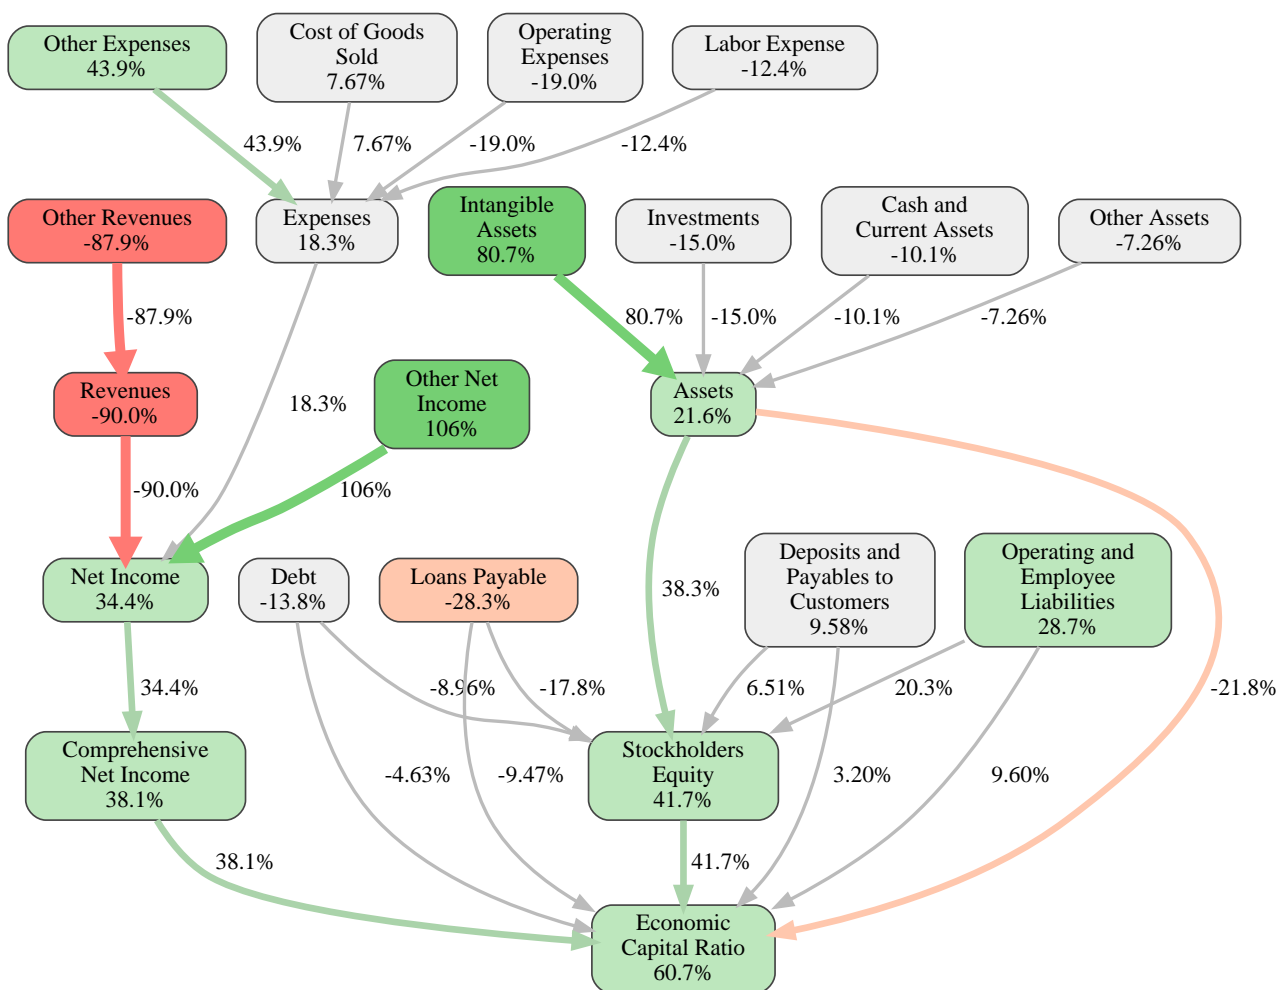 Other Expenses
43.9%
Cost of Goods
Sold
7.67%
Operating
Expenses
-19.0%
Labor Expense
-12.4%
43.9%
7.67%
-19.0%
-12.4%
Other Revenues
-87.9%
Expenses
18.3%
Intangible
Assets
80.7%
Investments
-15.0%
Cash and
Current Assets
-10.1%
Other Assets
-7.26%
-87.9%
80.7%
-15.0%
-10.1%
-7.26%
Revenues
-90.0%
18.3%
Other Net
Income
106%
Assets
21.6%
-90.0%
106%
Net Income
34.4%
Debt
-13.8%
Loans Payable
-28.3%
38.3%
Deposits and
Payables to
Customers
9.58%
Operating and
Employee
Liabilities
28.7%
34.4%
-8.96%
-17.8%
6.51%
20.3%
-21.8%
Comprehensive
Net Income
38.1%
-4.63%
-9.47%
Stockholders
Equity
41.7%
3.20%
9.60%
38.1%
41.7%
Economic
Capital Ratio
60.7%